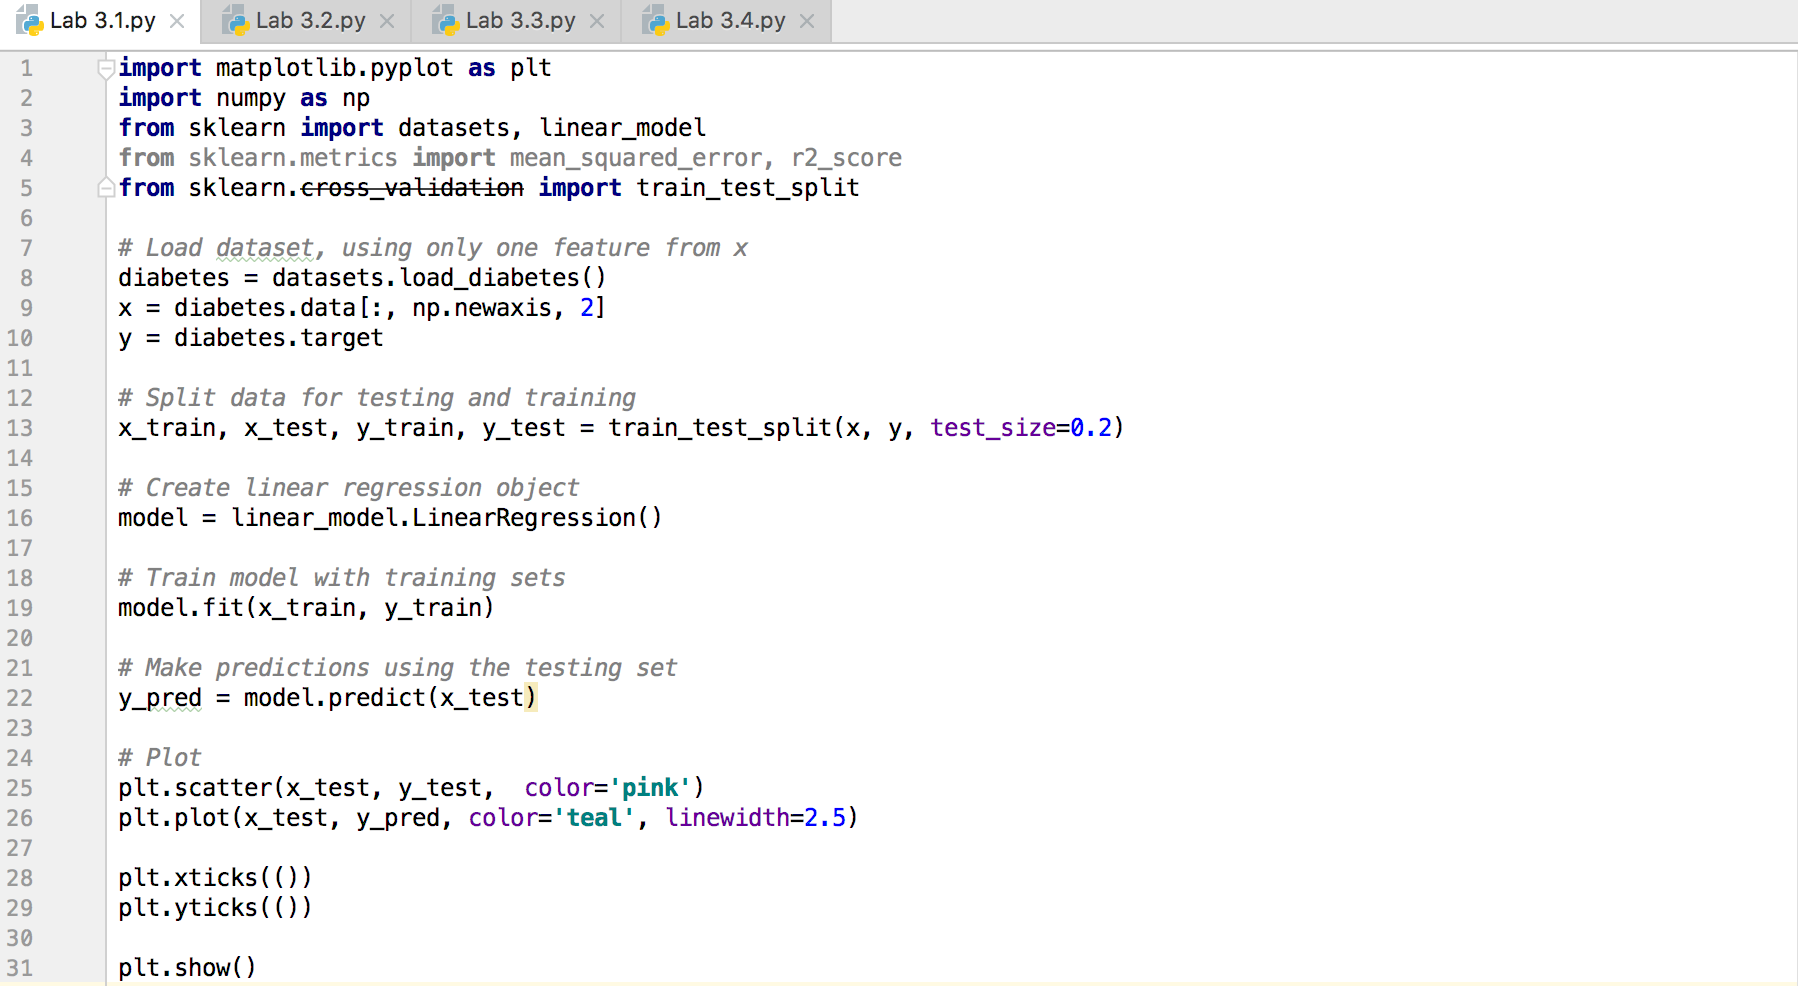 Lab 3.1.py Lab 3.2.py Lab 3.3.py Lab 3.4.py
1 import matplotlib.pyplot as plt
2 import numpy as np
3 from sklearn import datasets, linear_model
4 from sklearn.metrics import mean_squared_error, r2_score
5 from sklearn.cross_validation import train_test_split
6
7 # Load dataset, using only one feature from x
8 diabetes = datasets.load_diabetes()
9 x = diabetes.data[:, np.newaxis, 2]
10 y = diabetes.target
11
12 # Split data for testing and training
13 x_train, x_test, y_train, y_test = train_test_split(x, y, test_size=0.2)
14
15 # Create linear regression object
16 model = linear_model.LinearRegression()
17
18 # Train model with training sets
19 model.fit(x_train, y_train)
20
21 # Make predictions using the testing set
22 y_pred = model.predict(x_test)
23
24 # Plot
25 plt.scatter(x_test, y_test,  color='pink')
26 plt.plot(x_test, y_pred, color='teal', linewidth=2.5)
27
28 plt.xticks(())
29 plt.yticks(())
30
31 plt.show()